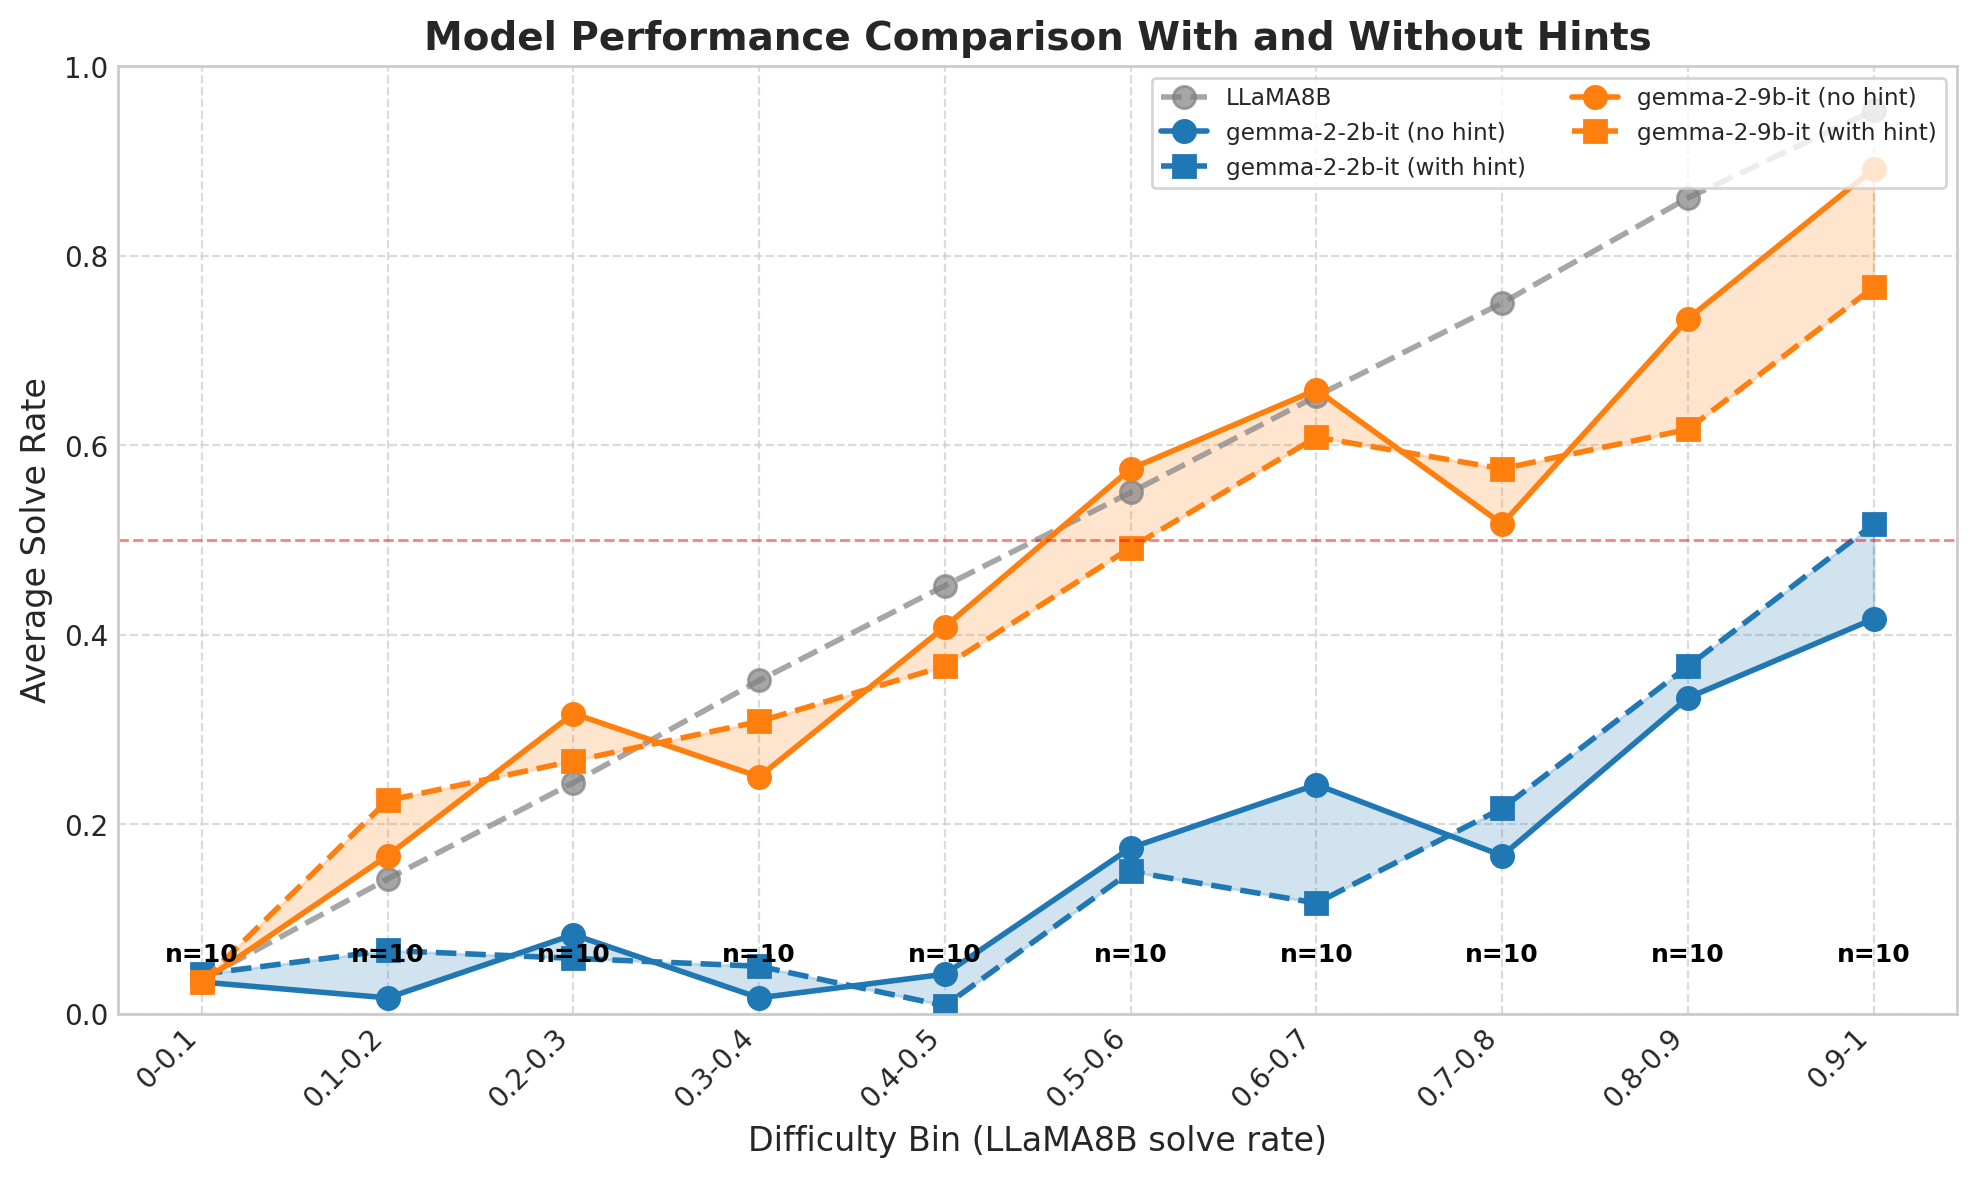 Model Performance Comparison With and Without Hints
1.0
0.8
0.6
0.4
0.2
0.0
Average Solve Rate
LLaMA8B
gemma-2-2b-it (no hint)
gemma-2-2b-it (with hint)
gemma-2-9b-it (no hint)
gemma-2-9b-it (with hint)
n=10 n=10 n=10 n=10 n=10 n=10 n=10 n=10 n=10 n=10
0-0.1 0.1-0.2 0.2-0.3 0.3-0.4 0.4-0.5 0.5-0.6 0.6-0.7 0.7-0.8 0.8-0.9 0.9-1
Difficulty Bin (LLaMA8B solve rate)